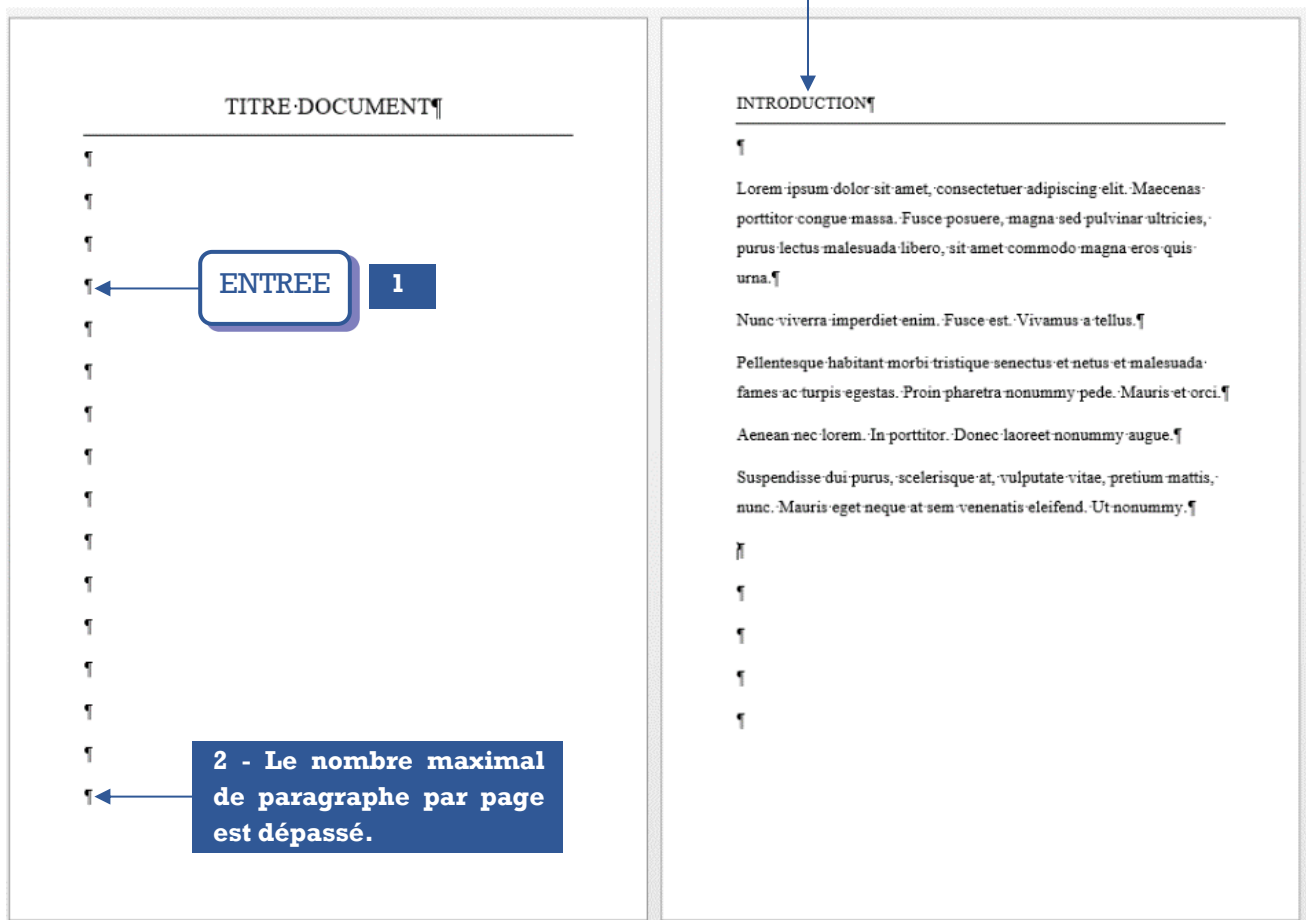 TITRE·DOCUMENT¶
¶
¶
¶
¶
ENTREE
1
¶
¶
¶
¶
¶
¶
¶
¶
¶
¶
¶
¶
2 - Le nombre maximal
de paragraphe par page
est dépassé.
INTRODUCTION¶
¶
Lorem·ipsum·dolor·sit·amet,·consectetuer·adipiscing·elit.·Maecenas·
porttitor·congue·massa.·Fusce·posuere,·magna·sed·pulvinar·ultricies,·
purus·lectus·malesuada·libero,·sit·amet·commodo·magna·eros·quis·
urna.¶
Nunc·viverra·imperdiet·enim.·Fusce·est.·Vivamus·a·tellus.¶
Pellentesque·habitant·morbi·tristique·senectus·et·netus·et·malesuada·
fames·ac·turpis·egestas.·Proin·pharetra·nonummy·pede.·Mauris·et·orci.¶
Aenean·nec·lorem.·In·porttitor.·Donec·laoreet·nonummy·augue.¶
Suspendisse·dui·purus,·scelerisque·at,·vulputate·vitae,·pretium·mattis,·
nunc.·Mauris·eget·neque·at·sem·venenatis·eleifend.·Ut·nonummy.¶
¶
¶
¶
¶
¶